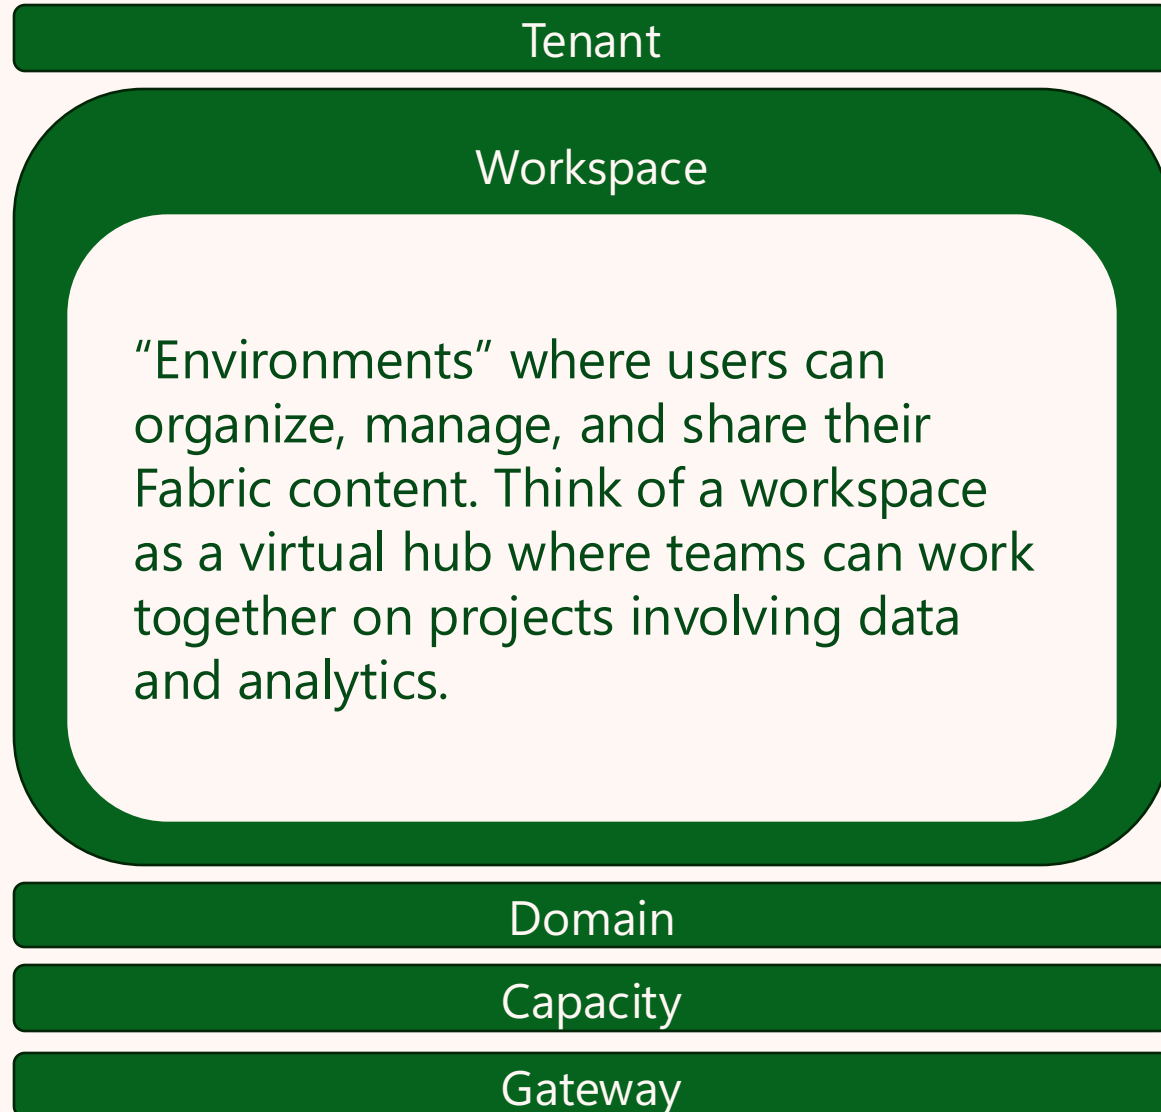 Tenant
Workspace
“Environments” where users can
organize, manage, and share their
Fabric content. Think of a workspace
as a virtual hub where teams can work
together on projects involving data
and analytics.
Domain
Capacity
Gateway